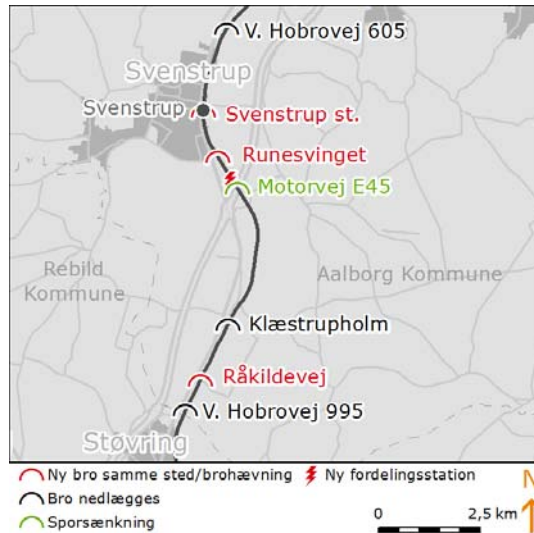 V. Hobrovej 605
Svenstrup
Svenstrup
Svenstrup st.
Runesvinget
Motorvej E45
Rebild
Kommune
Aalborg Kommune
Klæstrupholm
Råkildevej
V. Hobrovej 995
Støvring
Ny bro samme sted/brohævning
Ny fordelingsstation
N
Bro nedlægges
Sporsænkning
0
2,5 km